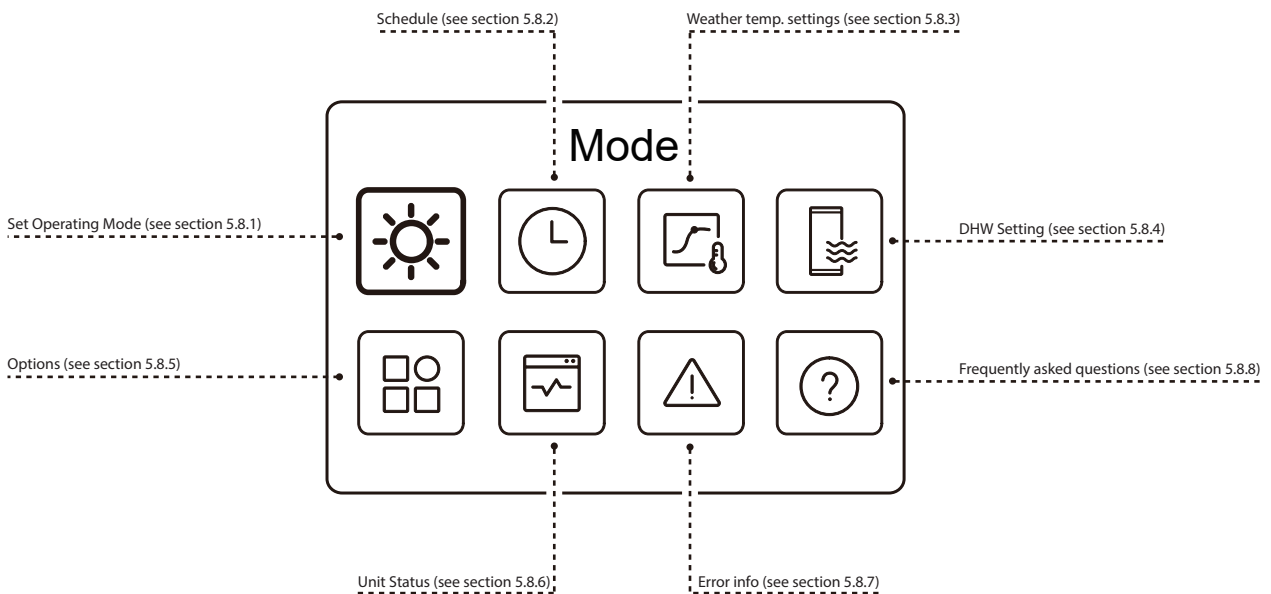 Schedule (see section 5.8.2)
Weather temp. settings (see section 5.8.3)
Mode
Set Operating Mode (see section 5.8.1)
DHW Setting (see section 5.8.4)
Options (see section 5.8.5)
Frequently asked questions (see section 5.8.8)
Unit Status (see section 5.8.6)
Error info (see section 5.8.7)